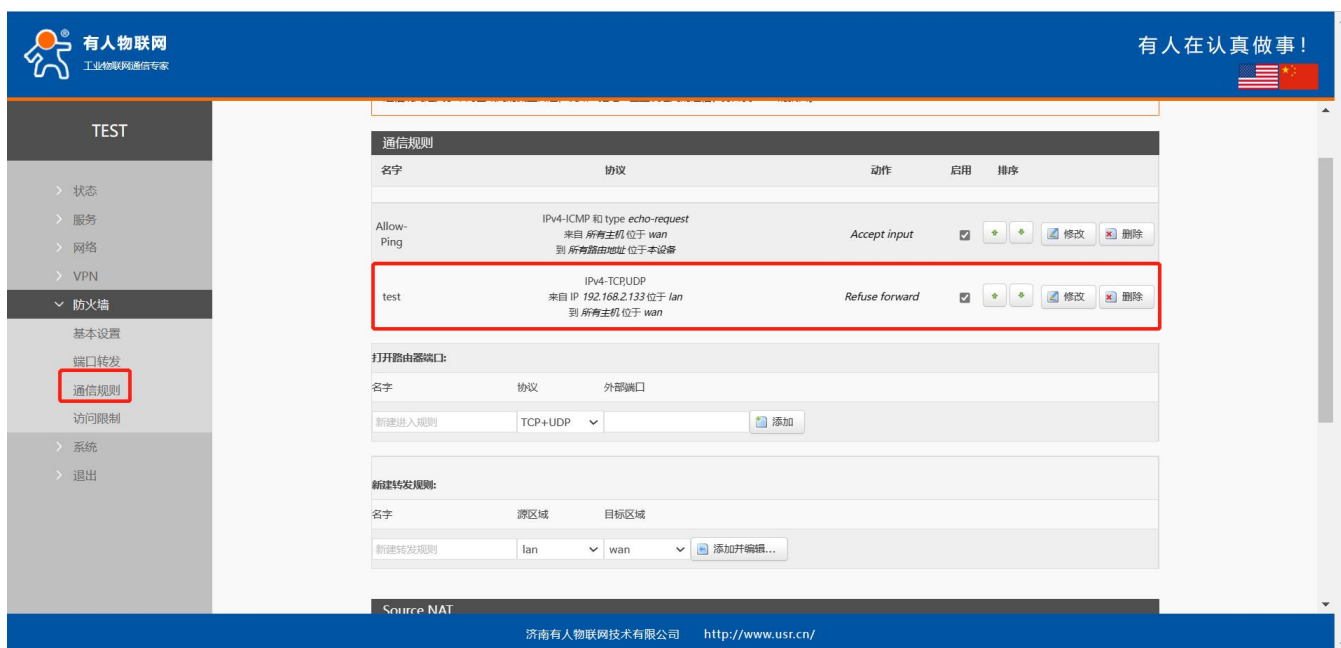 有人物联网
工业物联网通信专家
有人在认真做事!
TEST
状态
服务
网络
VPN
防火墙
基本设置
端口转发
通信规则
访问限制
系统
退出
通信规则
名字 协议 动作 启用 排序
Allow-Ping IPv4-ICMP 和 type echo-request 来自 所有主机 位于 wan 到 所有路由地址 位于本设备 Accept input 修改 删除
test IPv4-TCP,UDP 来自 IP 192.168.2.133 位于 lan 到 所有主机 位于 wan Refuse forward 修改 删除
打开路由器端口:
名字 协议 外部端口
新建进入规则 TCP+UDP 添加
新建转发规则:
名字 源区域 目标区域
新建转发规则 lan wan 添加并编辑...
Source NAT
济南有人物联网技术有限公司 http://www.usr.cn/